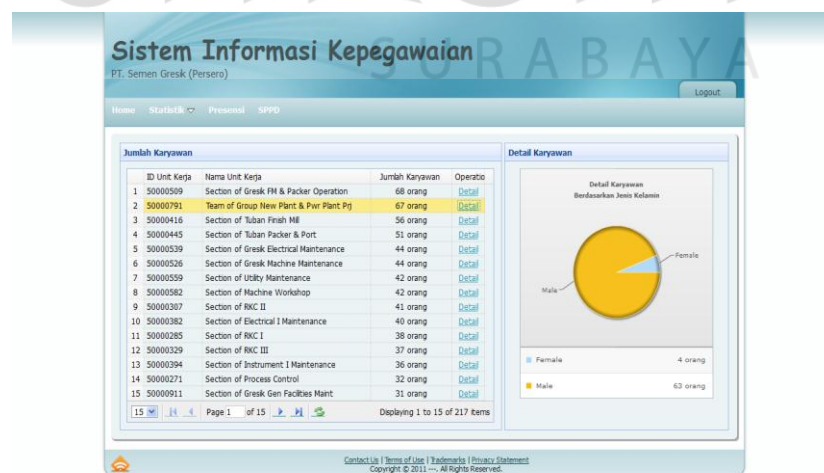 Sistem Informasi Kepegawaian
SURABAYA
PT. Semen Gresik (Persero)
Logout
Home Statistik Presensi SPPD
Jumlah Karyawan
ID Unit Kerja Nama Unit Kerja Jumlah Karyawan Operatio
1 50000509 Section of Gresik FM & Packer Operation 68 orang Detail
2 50000791 Team of Group New Plant & Pwr Plant Prj 67 orang Detail
3 50000416 Section of Tuban Finish Mill 56 orang Detail
4 50000445 Section of Tuban Packer & Port 51 orang Detail
5 50000539 Section of Gresik Electrical Maintenance 44 orang Detail
6 50000526 Section of Gresik Machine Maintenance 44 orang Detail
7 50000559 Section of Utility Maintenance 42 orang Detail
8 50000582 Section of Machine Workshop 42 orang Detail
9 50000307 Section of RKC II 41 orang Detail
10 50000382 Section of Electrical I Maintenance 40 orang Detail
11 50000285 Section of RKC I 38 orang Detail
12 50000329 Section of RKC III 37 orang Detail
13 50000394 Section of Instrument I Maintenance 36 orang Detail
14 50000271 Section of Process Control 32 orang Detail
15 50000911 Section of Gresik Gen Facilities Maint 31 orang Detail
15 Page 1 of 15 Displaying 1 to 15 of 217 items
Detail Karyawan
Detail Karyawan
Berdasarkan Jenis Kelamin
Female
Male
Female 4 orang
Male 63 orang
Contact Us | Terms of Use | Trademarks | Privacy Statement
Copyright © 2011 ---. All Rights Reserved.